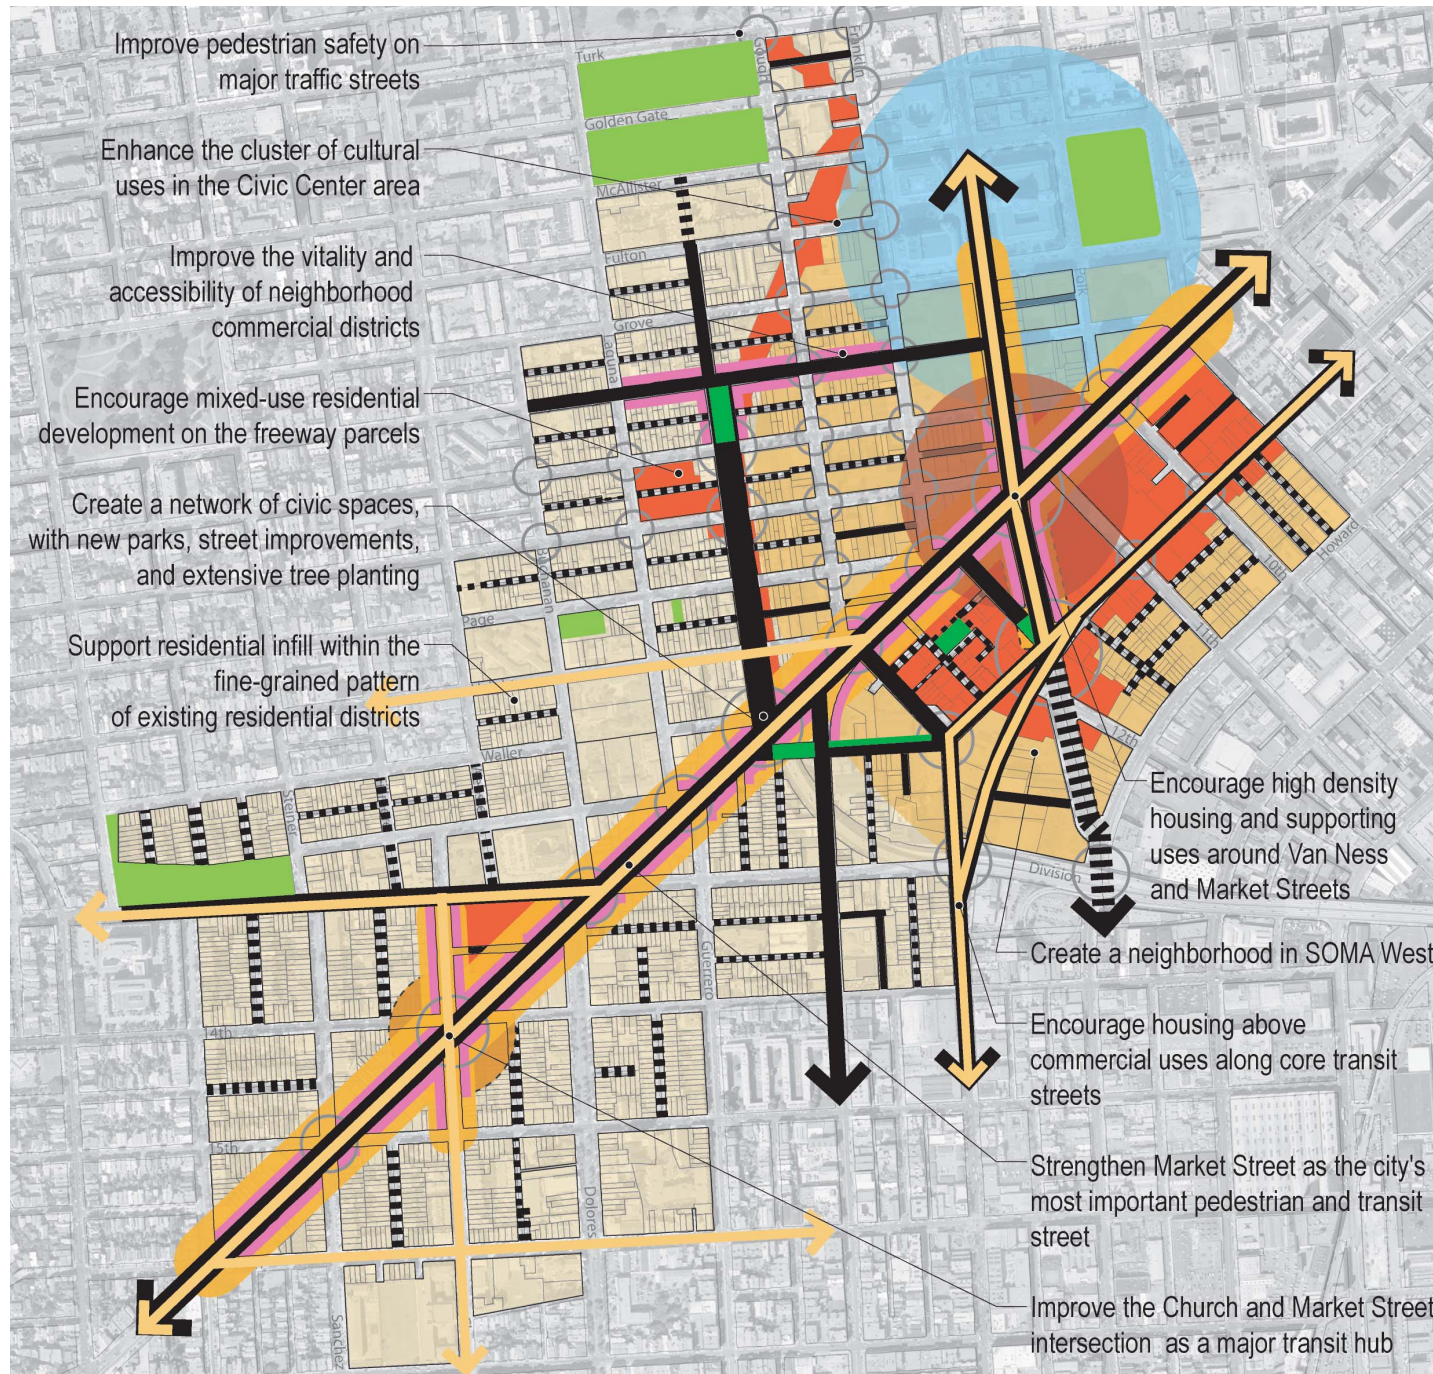 Improve pedestrian safety on
major traffic streets
Enhance the cluster of cultural
uses in the Civic Center area
Improve the vitality and
accessibility of neighborhood
commercial districts
Encourage mixed-use residential
development on the freeway parcels
Create a network of civic spaces,
with new parks, street improvements,
and extensive tree planting
Support residential infill within the
fine-grained pattern
of existing residential districts
Turk
Gough
Franklin
Golden Gate
McAllister
Fulton
Grove
Laguna
Polk
Buchanan
Page
Waller
Steiner
Howard
10th
11th
12th
Division
Guerrero
14th
15th
Dolores
Sanchez
Encourage high density
housing and supporting
uses around Van Ness
and Market Streets
Create a neighborhood in SOMA West
Encourage housing above
commercial uses along core transit
streets
Strengthen Market Street as the city's
most important pedestrian and transit
street
Improve the Church and Market Street
intersection as a major transit hub